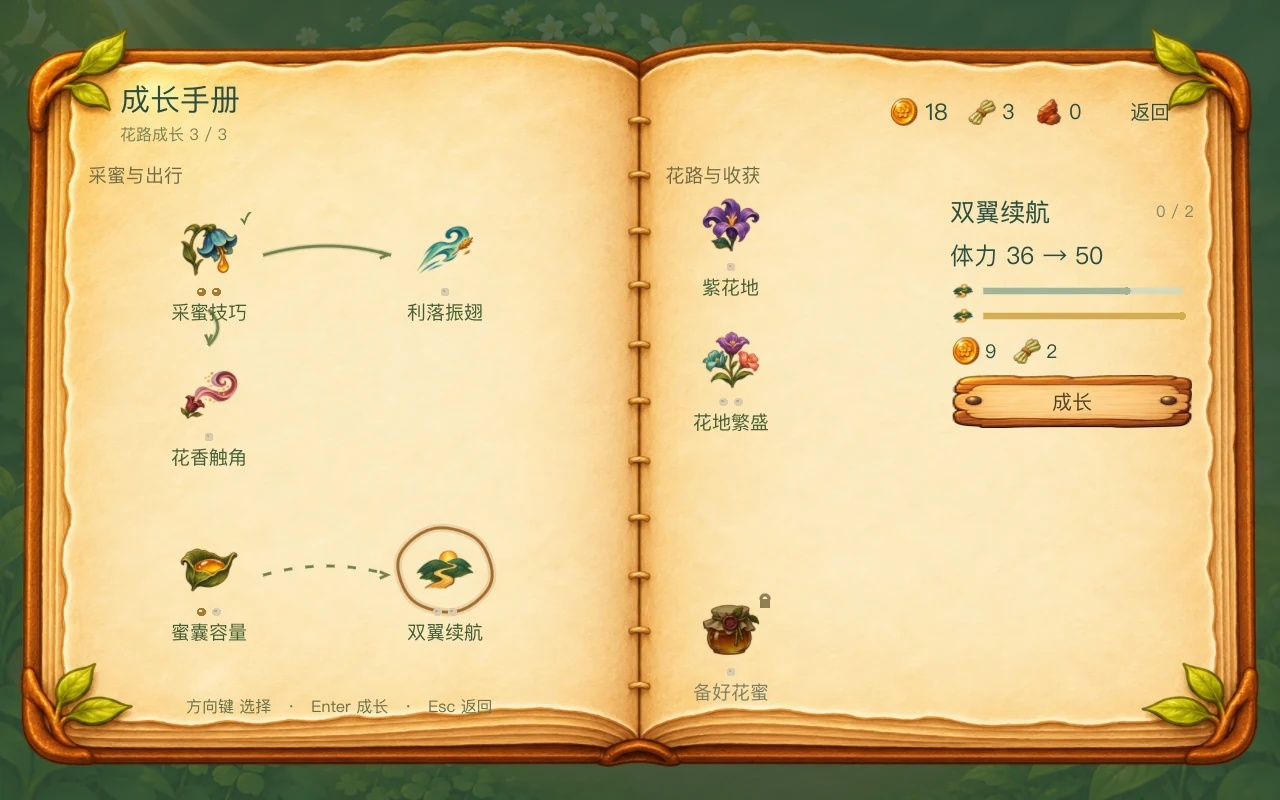 成长手册
花路成长 3 / 3
18 3 0 返回
采蜜与出行
采蜜技巧
利落振翅
花香触角
蜜囊容量
双翼续航
方向键 选择 · Enter 成长 · Esc 返回
花路与收获
紫花地
花地繁盛
备好花蜜
双翼续航 0 / 2
体力 36 → 50
9 2
成长